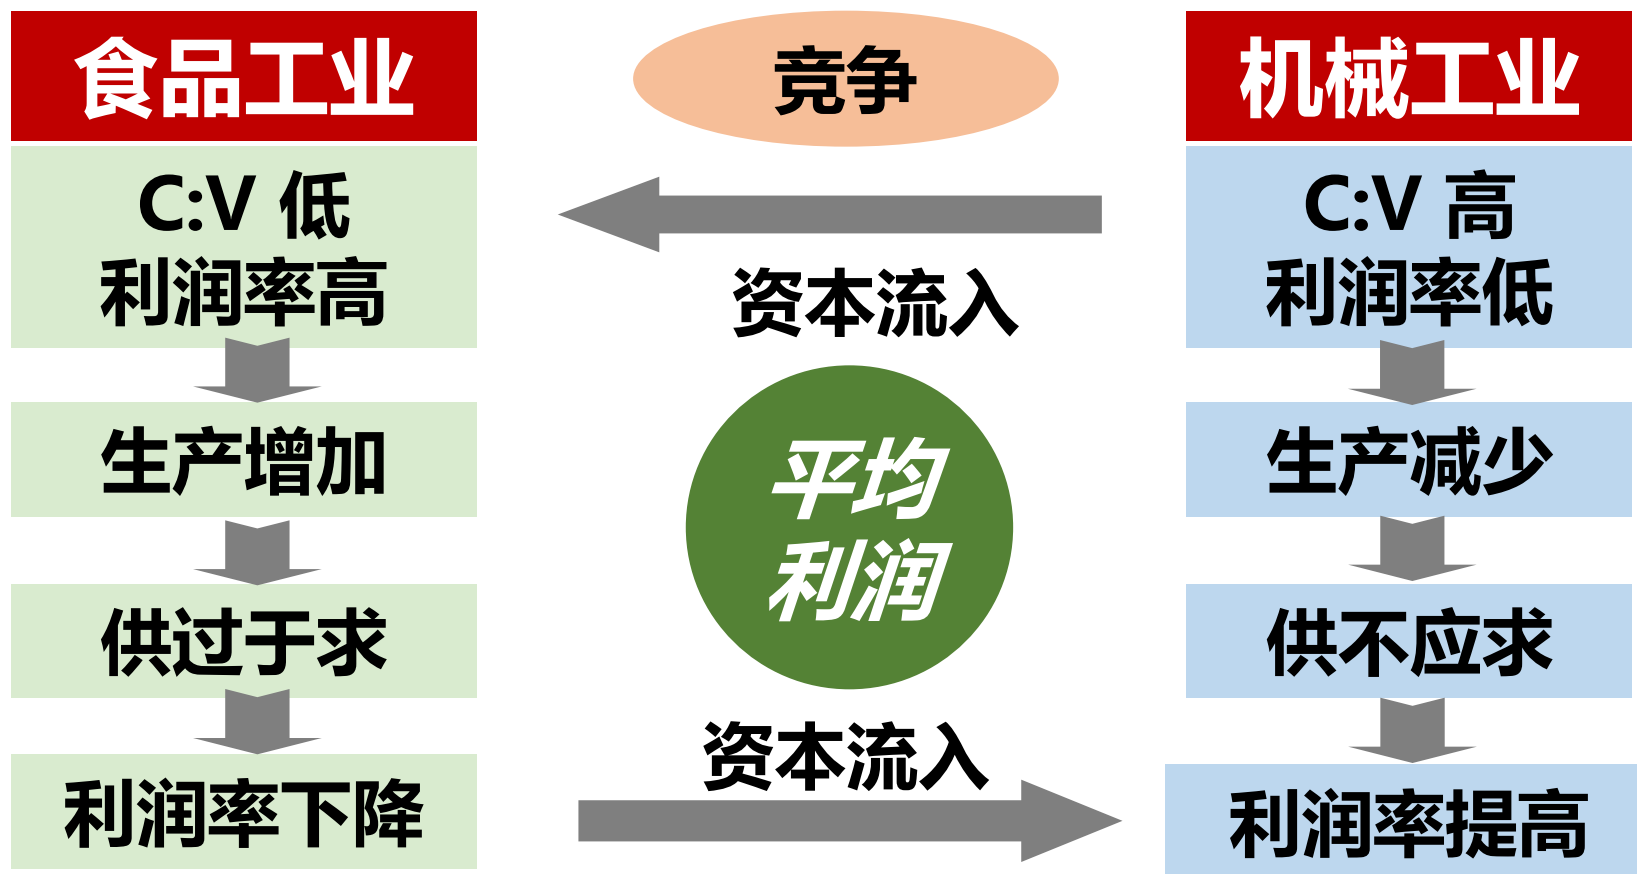 食品工业
竞争
机械工业
C:V 低
利润率高
C:V 高
利润率低
资本流入
生产增加
平均
利润
生产减少
供过于求
供不应求
资本流入
利润率下降
利润率提高